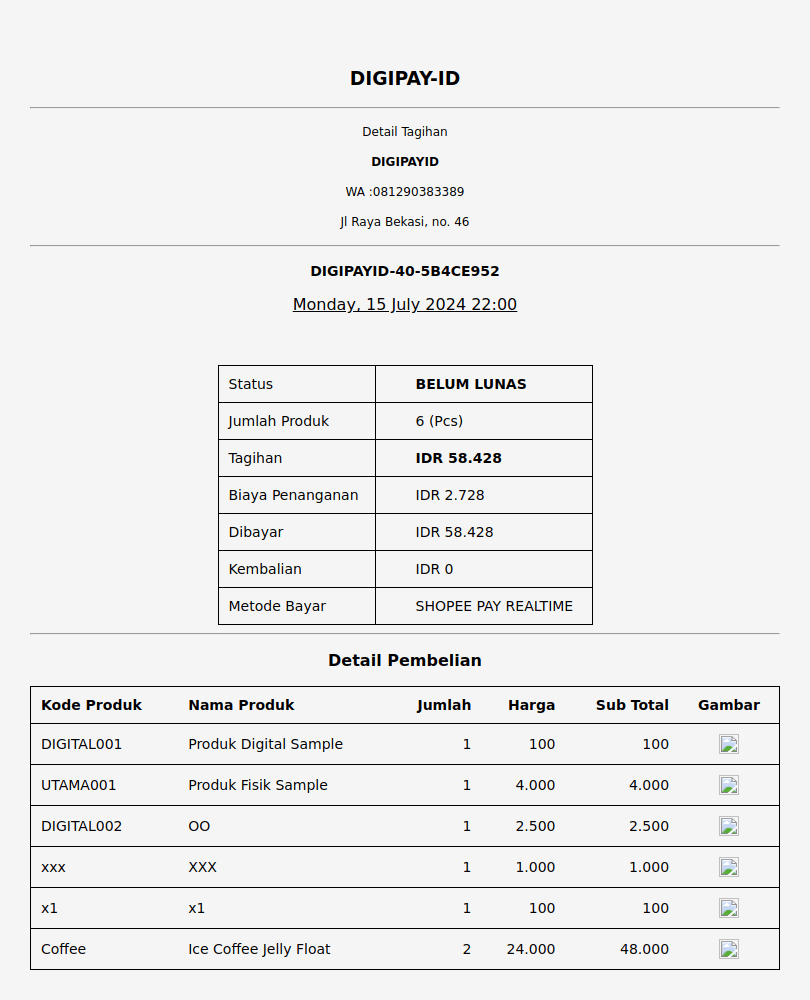 DIGIPAY-ID
Detail Tagihan
DIGIPAYID
WA :081290383389
Jl Raya Bekasi, no. 46
DIGIPAYID-40-5B4CE952
Monday, 15 July 2024 22:00
Status BELUM LUNAS
Jumlah Produk 6 (Pcs)
Tagihan IDR 58.428
Biaya Penanganan IDR 2.728
Dibayar IDR 58.428
Kembalian IDR 0
Metode Bayar SHOPEE PAY REALTIME
Detail Pembelian
Kode Produk Nama Produk Jumlah Harga Sub Total Gambar
DIGITAL001 Produk Digital Sample 1 100 100
UTAMA001 Produk Fisik Sample 1 4.000 4.000
DIGITAL002 OO 1 2.500 2.500
xxx XXX 1 1.000 1.000
x1 x1 1 100 100
Coffee Ice Coffee Jelly Float 2 24.000 48.000